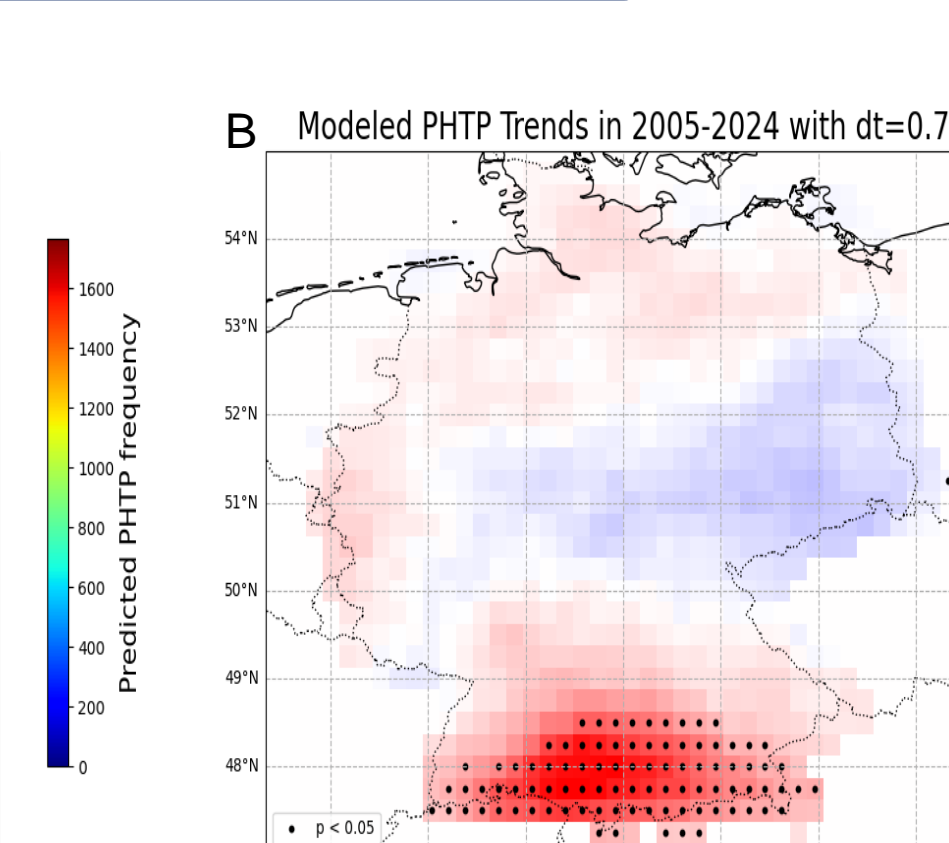 B
Modeled PHTP Trends in 2005-2024 with dt=0.7
1600
1400
1200
1000
800
600
400
200
0
Predicted PHTP frequency
54°N
53°N
52°N
51°N
50°N
49°N
48°N
p < 0.05